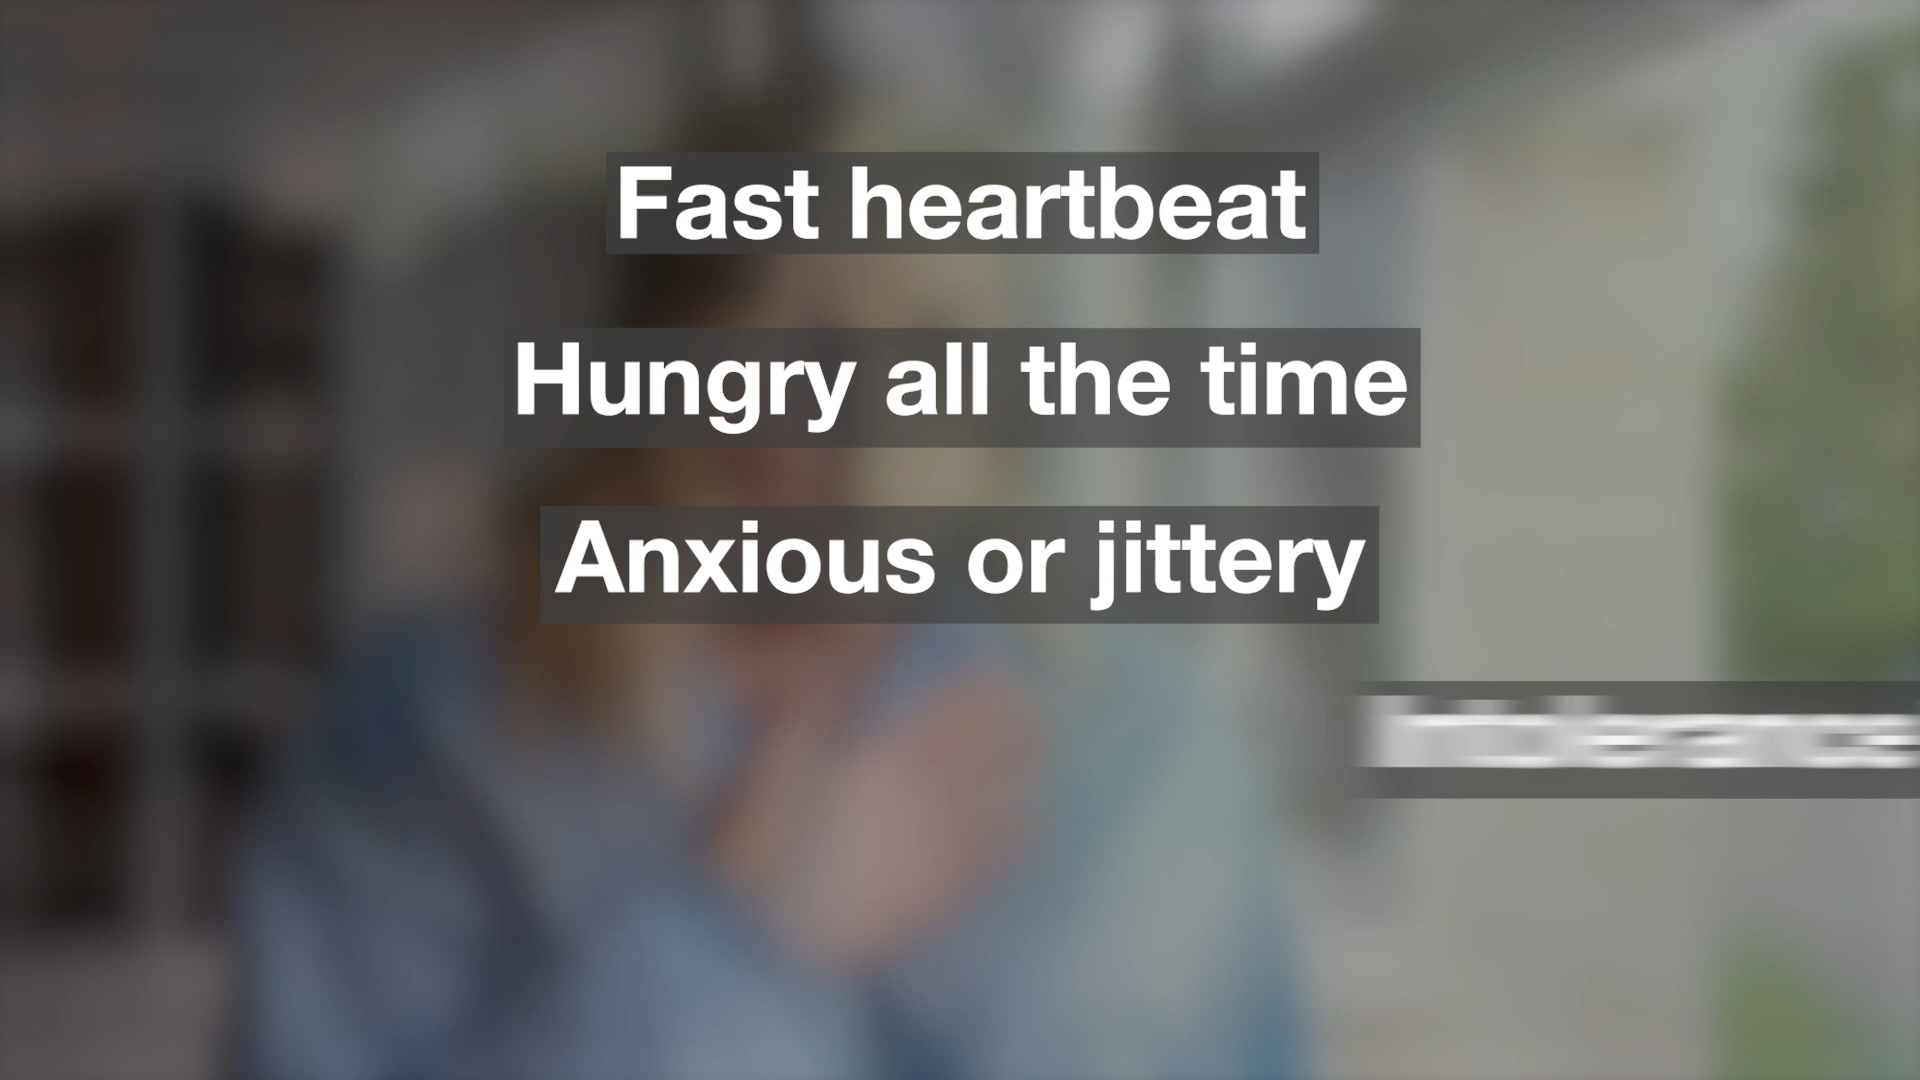 Fast heartbeat
Hungry all the time
Anxious or jittery